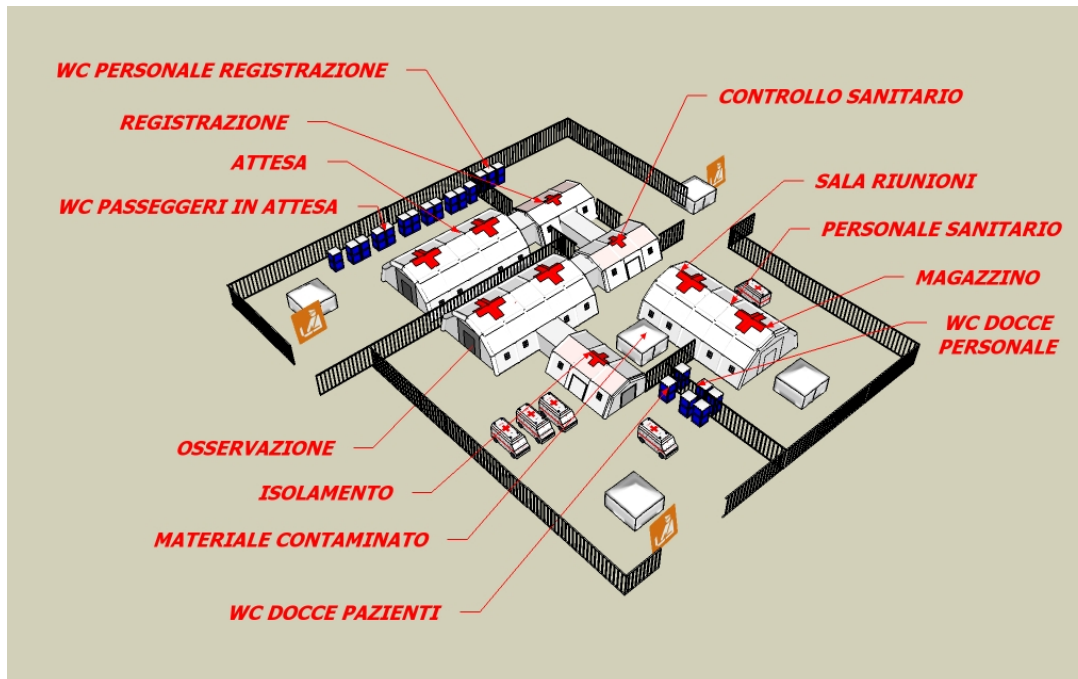 WC PERSONALE REGISTRAZIONE
REGISTRAZIONE
ATTESA
WC PASSEGGERI IN ATTESA
CONTROLLO SANITARIO
SALA RIUNIONI
PERSONALE SANITARIO
MAGAZZINO
WC DOCCE
PERSONALE
OSSERVAZIONE
ISOLAMENTO
MATERIALE CONTAMINATO
WC DOCCE PAZIENTI